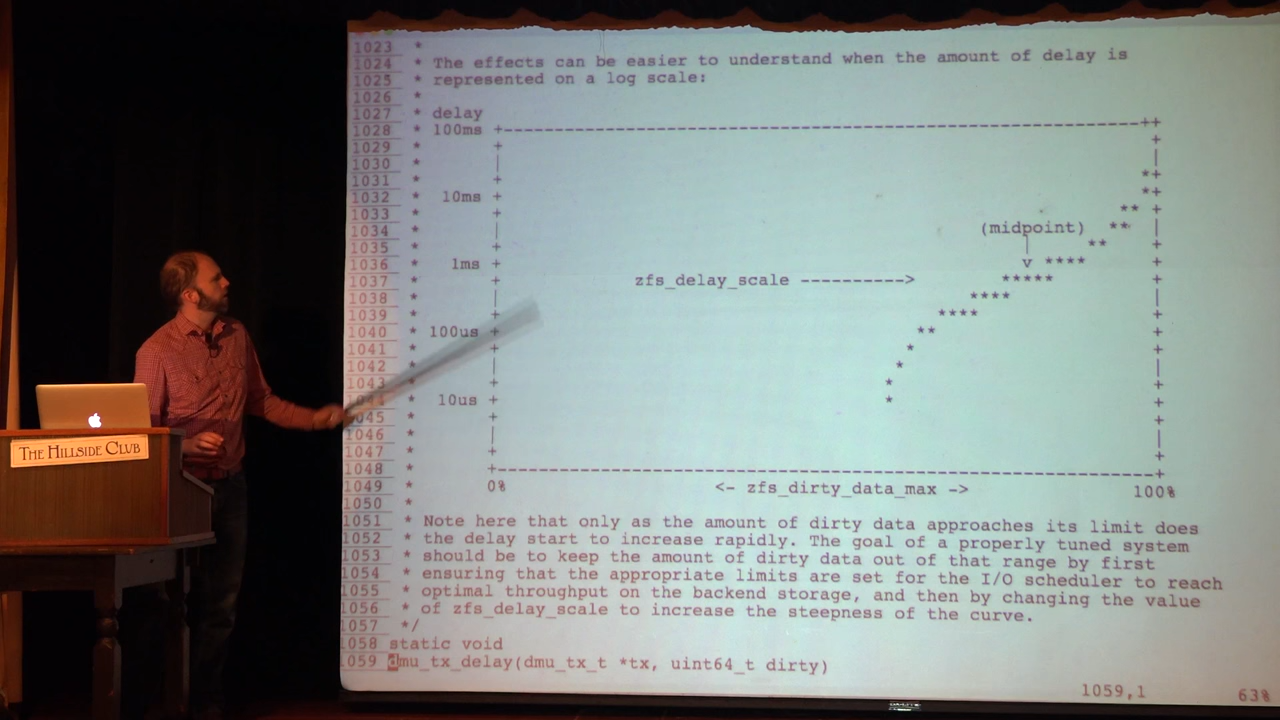 1023 *
1024 * The effects can be easier to understand when the amount of delay is
1025 * represented on a log scale:
1026 *
1027 * delay
1028 * 100ms +--------------------------------------------------------------++
1029 * + +
1030 * | |
1031 * + *+
1032 * 10ms + *+
1033 * + ** +
1034 * | (midpoint) ** |
1035 * + | ** +
1036 * 1ms + v **** +
1037 * + zfs_delay_scale ----------> ***** +
1038 * | **** |
1039 * + **** +
1040 * 100us + ** +
1041 * + * +
1042 * | * |
1043 * + * +
1044 * 10us + * +
1045 * + +
1046 * | |
1047 * + +
1048 * +--------------------------------------------------------------+
1049 * 0% <- zfs_dirty_data_max -> 100%
1050 *
1051 * Note here that only as the amount of dirty data approaches its limit does
1052 * the delay start to increase rapidly. The goal of a properly tuned system
1053 * should be to keep the amount of dirty data out of that range by first
1054 * ensuring that the appropriate limits are set for the I/O scheduler to reach
1055 * optimal throughput on the backend storage, and then by changing the value
1056 * of zfs_delay_scale to increase the steepness of the curve.
1057 */
1058 static void
1059 dmu_tx_delay(dmu_tx_t *tx, uint64_t dirty)
1059,1 63%
THE HILLSIDE CLUB